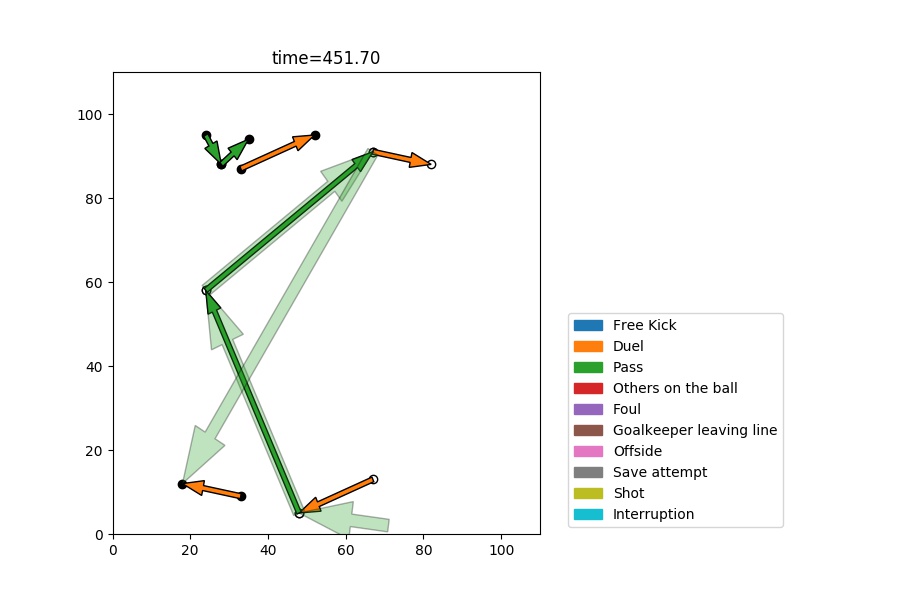 time=451.70
100
80
60
40
20
0
0 20 40 60 80 100
Free Kick
Duel
Pass
Others on the ball
Foul
Goalkeeper leaving line
Offside
Save attempt
Shot
Interruption